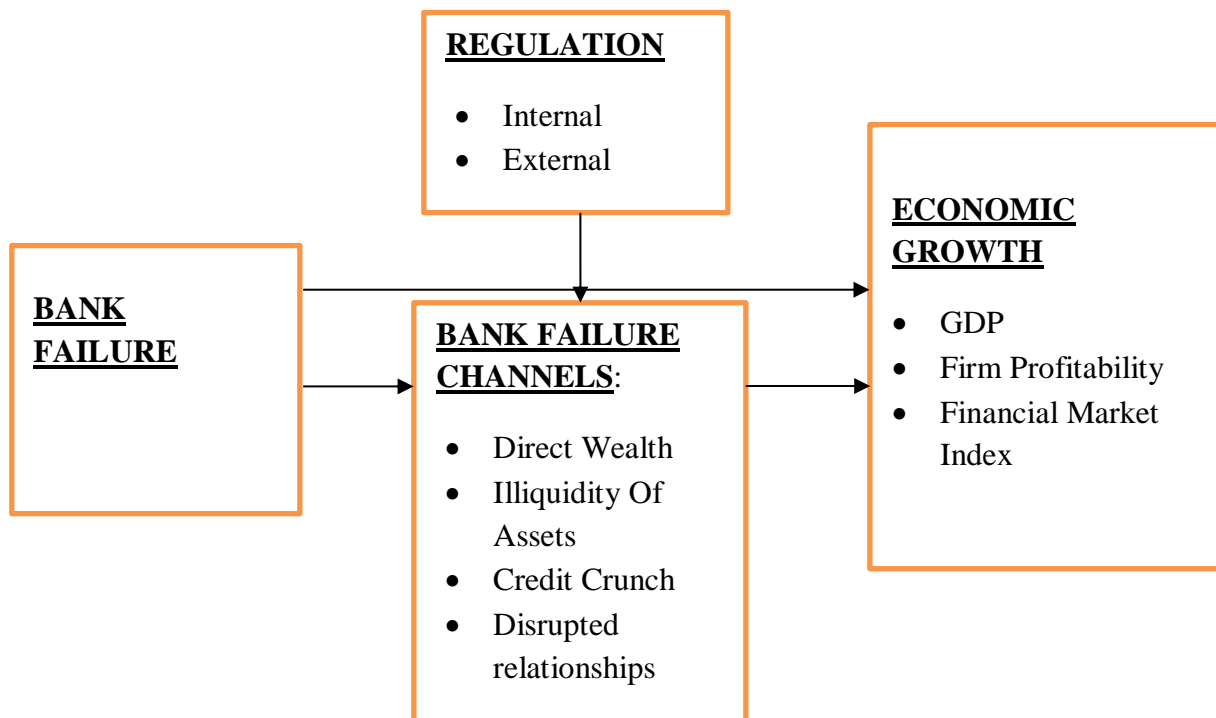 REGULATION
• Internal
• External
ECONOMIC
GROWTH
• GDP
• Firm Profitability
• Financial Market
Index
BANK
FAILURE
BANK FAILURE
CHANNELS:
• Direct Wealth
• Illiquidity Of
Assets
• Credit Crunch
• Disrupted
relationships